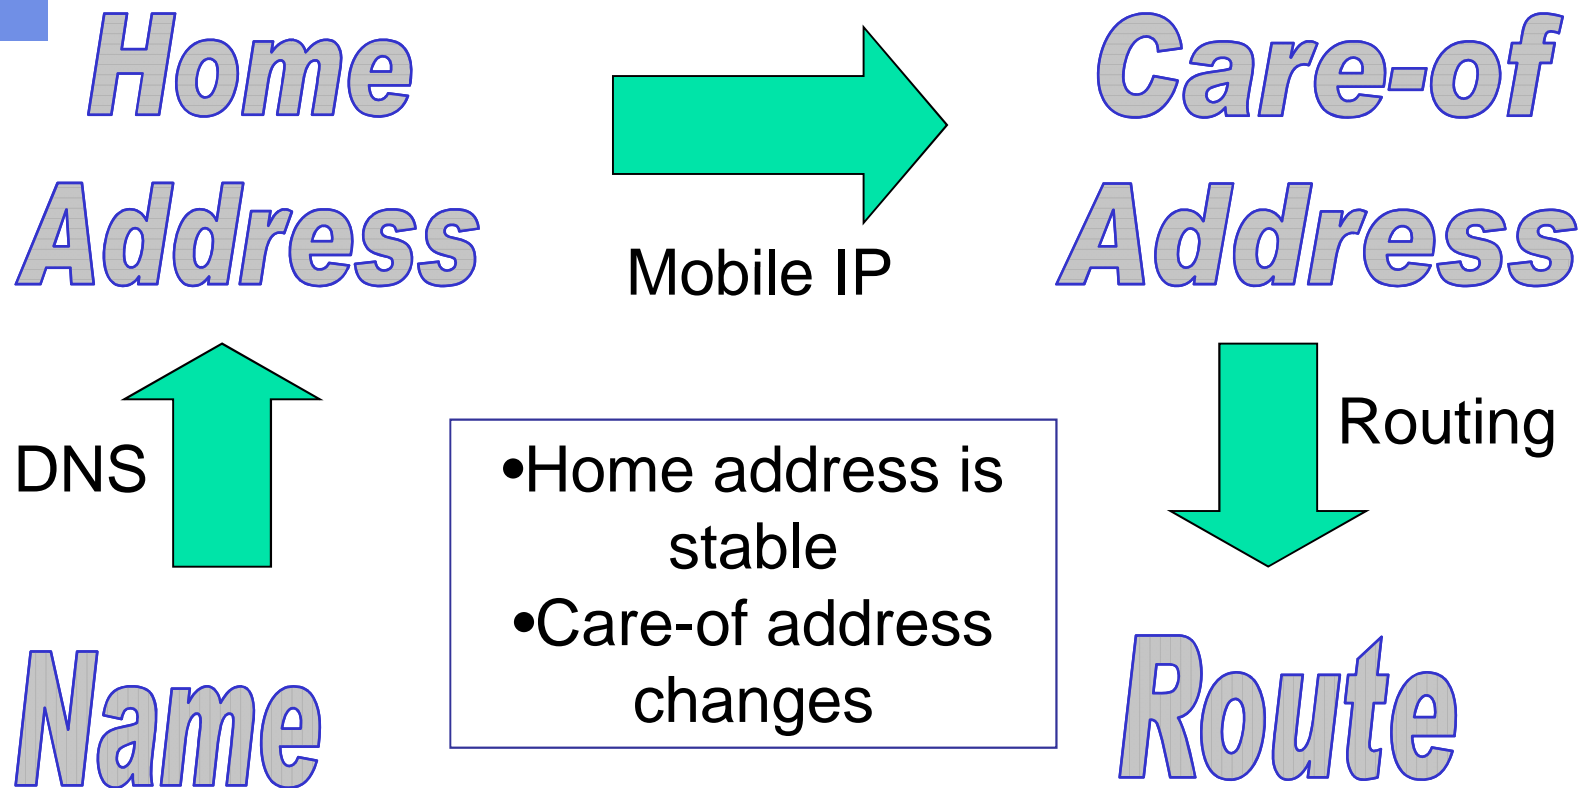 Home
Address
Mobile IP
Care-of
Address
DNS
•Home address is
stable
•Care-of address
changes
Routing
Name
Route